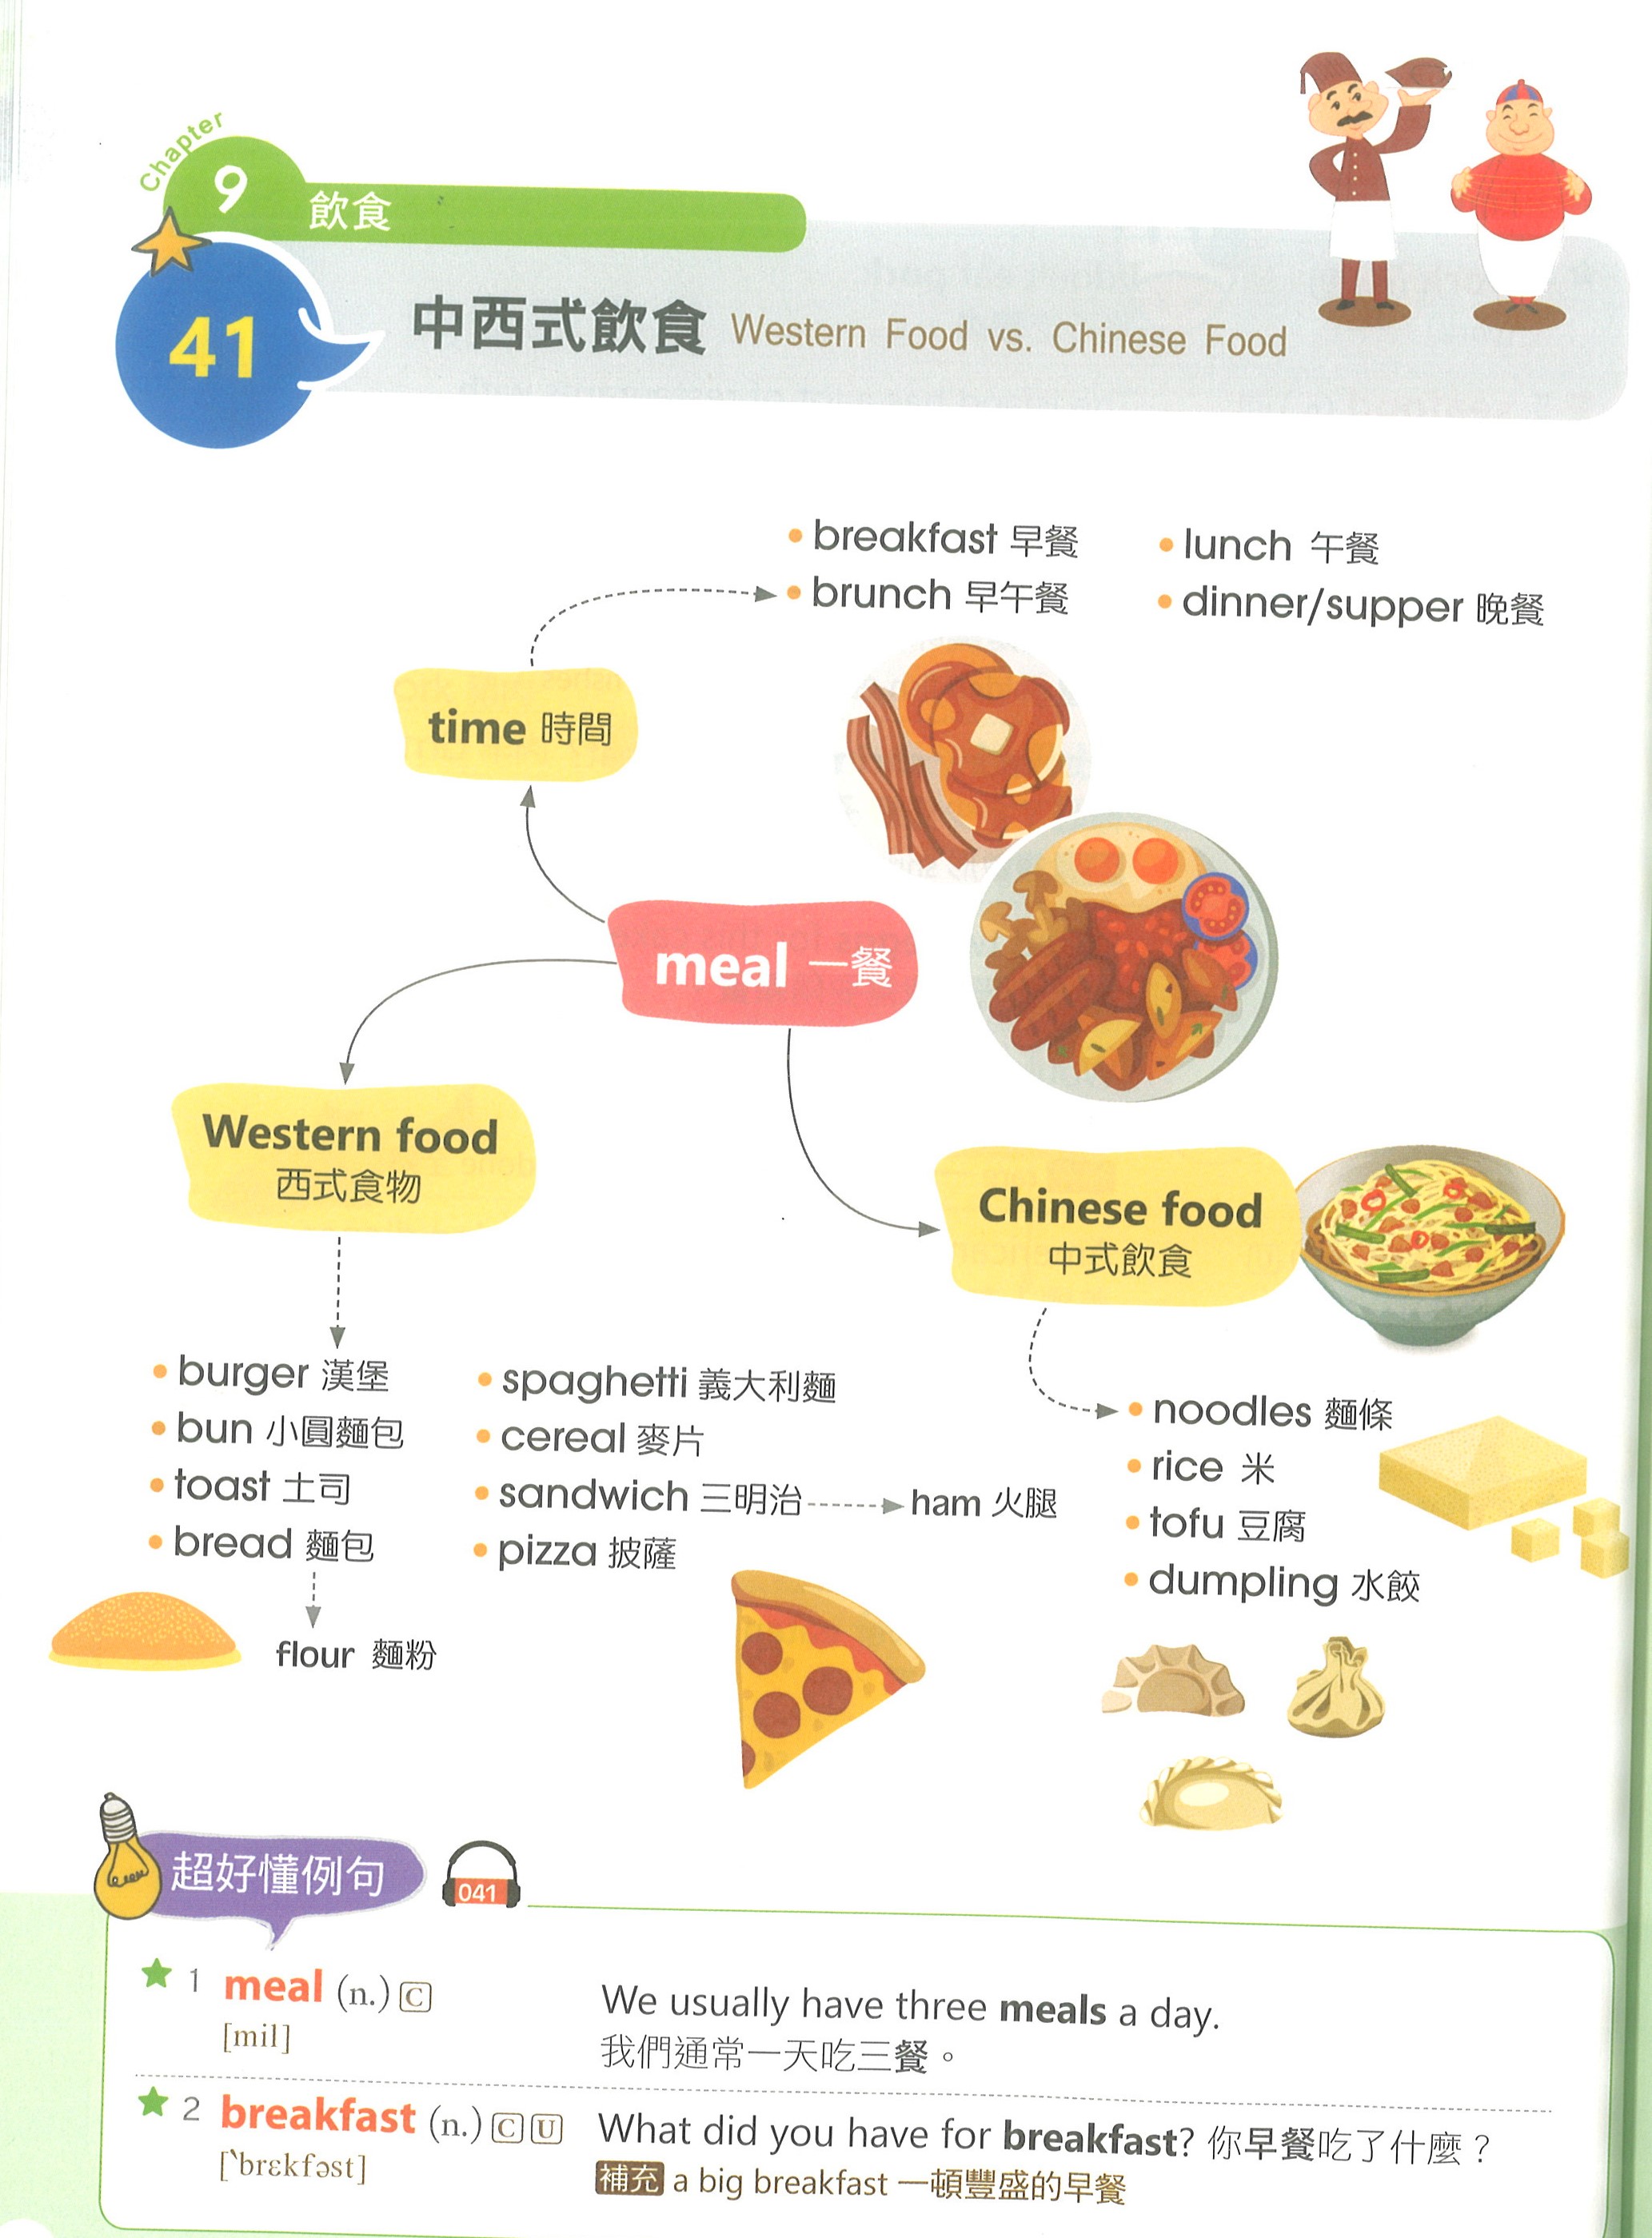 Chapter
9 飲食
41 中西式飲食 Western Food vs. Chinese Food
breakfast 早餐
brunch 早午餐
lunch 午餐
dinner/supper 晚餐
time 時間
meal 一餐
Western food
西式食物
burger 漢堡
bun 小圓麵包
toast 土司
bread 麵包
flour 麵粉
spaghetti 義大利麵
cereal 麥片
sandwich 三明治
ham 火腿
pizza 披薩
Chinese food
中式飲食
noodles 麵條
rice 米
tofu 豆腐
dumpling 水餃
超好懂例句 041
1 meal (n.) C
[mil]
We usually have three meals a day.
我們通常一天吃三餐。
2 breakfast (n.) C U
[ˋbrɛkfəst]
What did you have for breakfast? 你早餐吃了什麼？
補充 a big breakfast 一頓豐盛的早餐